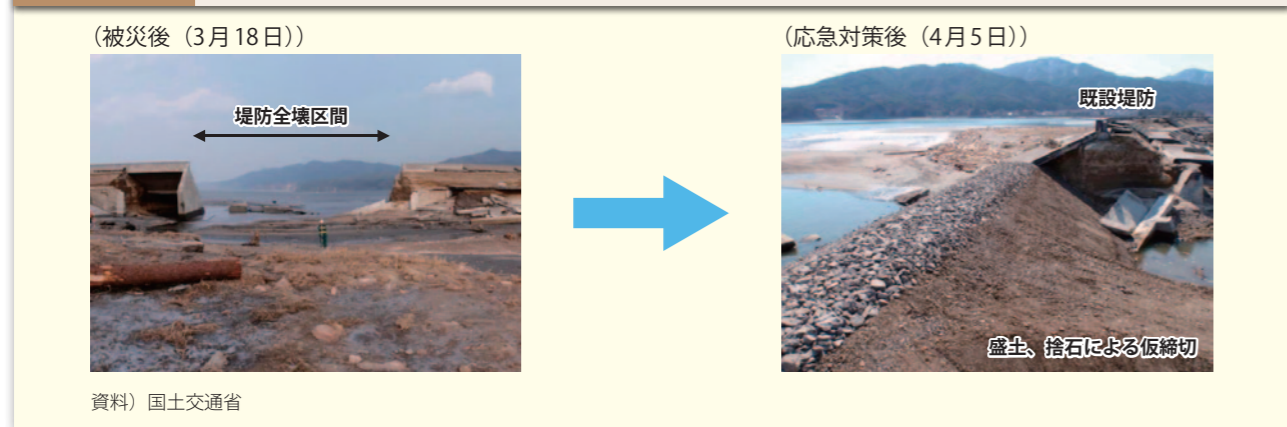 （被災後（3月18日））
（応急対策後（4月5日））
堤防全壊区間
既設堤防
盛土、捨石による仮締切
資料）国土交通省